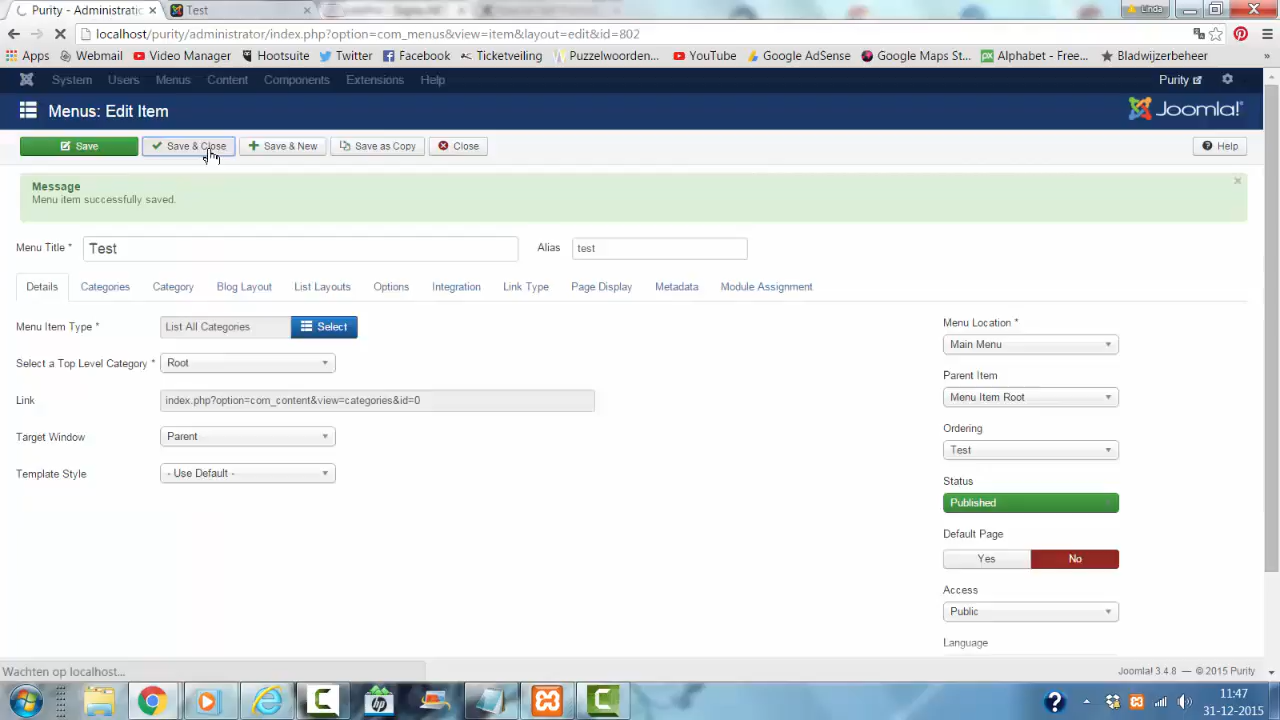 Purity - Administratic
Test
Linda
localhost/purity/administrator/index.php?option=com_menus&view=item&layout=edit&id=802
Apps
Webmail
Video Manager
Hootsuite
Twitter
Facebook
Ticketveiling
Puzzelwoorden...
YouTube
Google AdSense
Google Maps St...
Alphabet - Free...
Bladwijzerbeheer
System
Users
Menus
Content
Components
Extensions
Help
Purity
Menus: Edit Item
Joomla!®
Save
Save & Close
Save & New
Save as Copy
Close
Help
Message
Menu item successfully saved.
Menu Title *
Test
Alias
test
Details
Categories
Category
Blog Layout
List Layouts
Options
Integration
Link Type
Page Display
Metadata
Module Assignment
Menu Item Type *
List All Categories
Select
Select a Top Level Category *
Root
Link
index.php?option=com_content&view=categories&id=0
Target Window
Parent
Template Style
- Use Default -
Menu Location *
Main Menu
Parent Item
Menu Item Root
Ordering
Test
Status
Published
Default Page
Yes
No
Access
Public
Language
Wachten op localhost...
Joomla! 3.4.8 — © 2015 Purity
11:47
31-12-2015